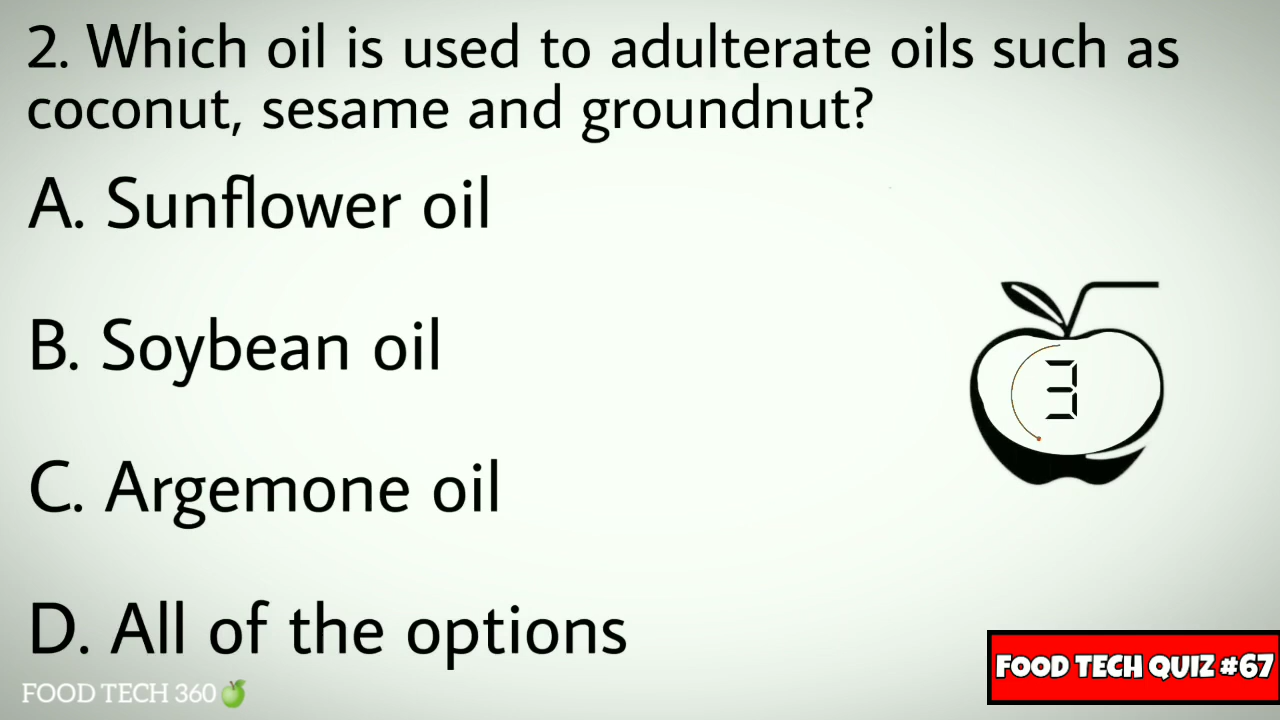 2. Which oil is used to adulterate oils such as
coconut, sesame and groundnut?
A. Sunflower oil
B. Soybean oil
3
C. Argemone oil
D. All of the options
FOOD TECH QUIZ #67
FOOD TECH 360